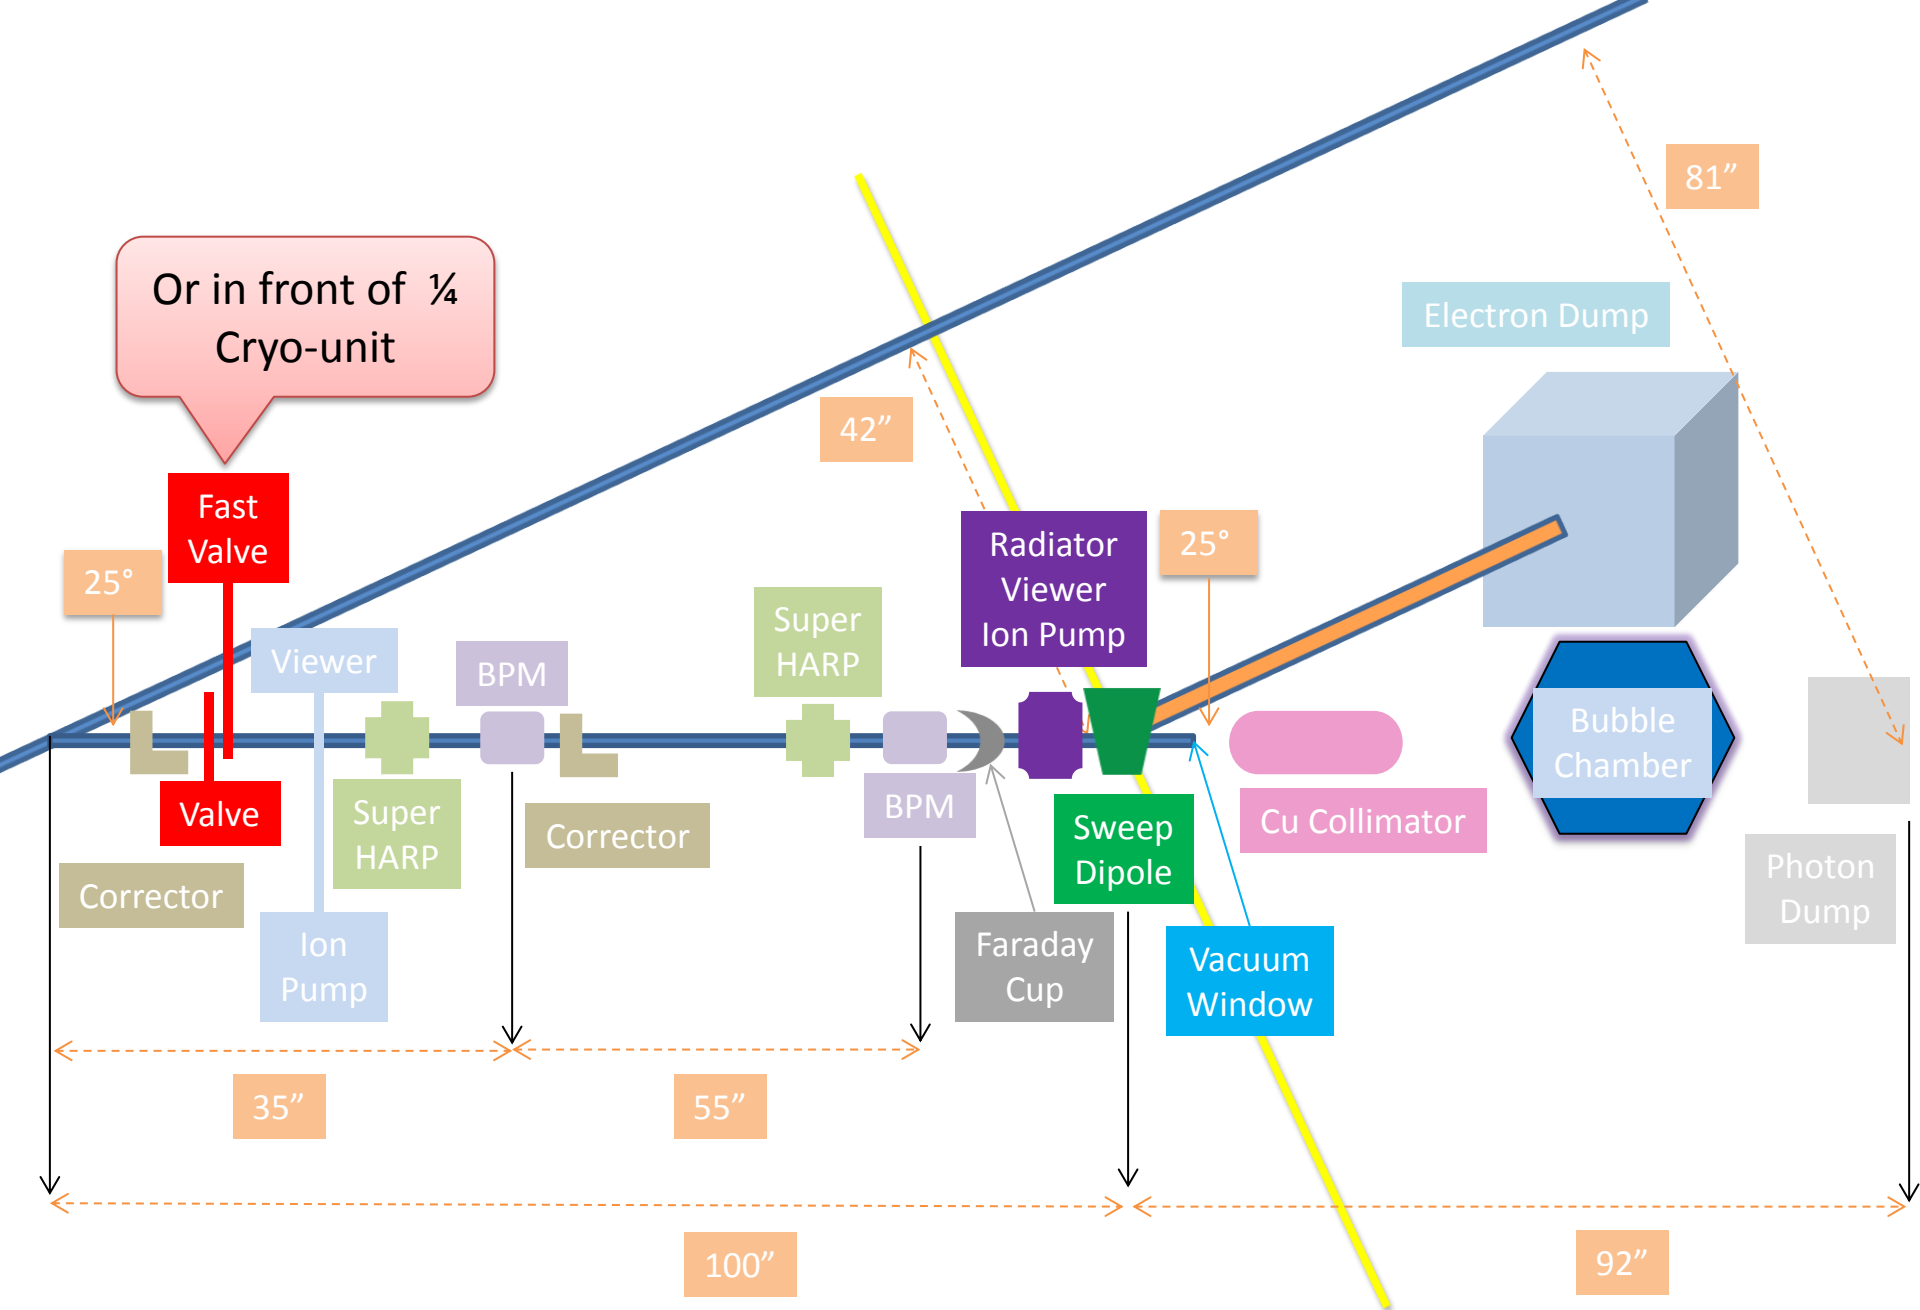 81”
Or in front of ¼
Cryo-unit
Electron Dump
42”
Fast
Valve
25°
Radiator
Viewer
Ion Pump
25°
Viewer
BPM
Super
HARP
Bubble
Chamber
Valve
Super
HARP
Corrector
BPM
Sweep
Dipole
Cu Collimator
Corrector
Photon
Dump
Ion
Pump
Faraday
Cup
Vacuum
Window
35”
55”
100”
92”